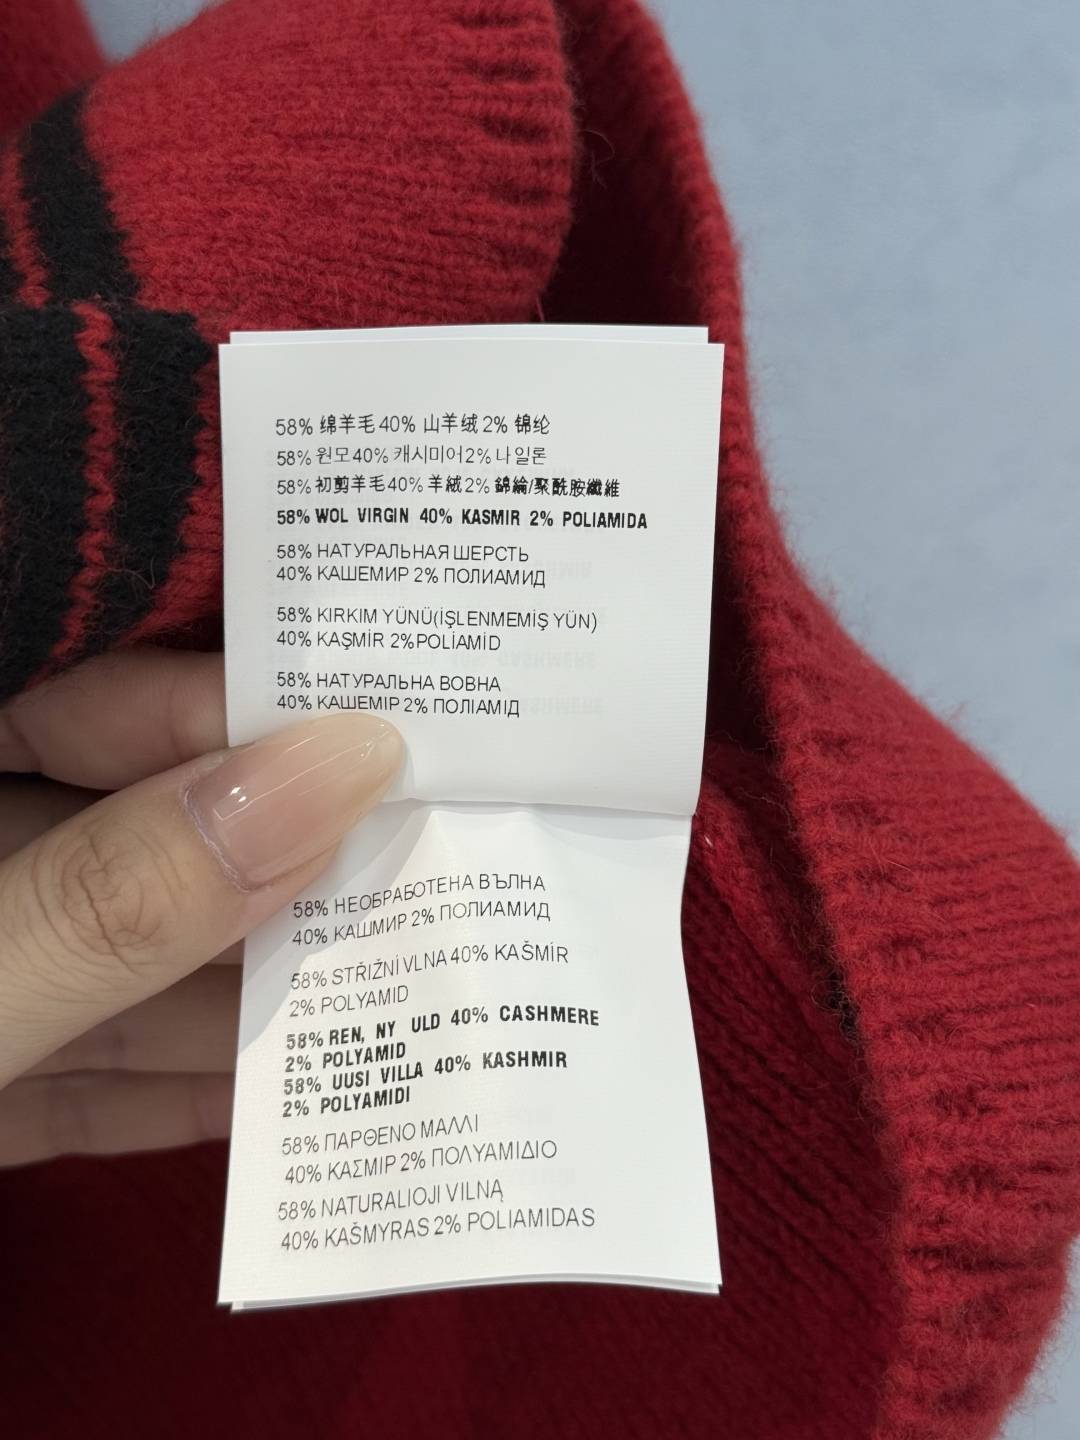 58% 绵羊毛 40% 山羊绒 2% 锦纶
58% 원모 40% 캐시미어 2% 나일론
58% 初剪羊毛 40% 羊絨 2% 錦綸/聚酰胺纖維
58% WOL VIRGIN 40% KASMIR 2% POLIAMIDA
58% НАТУРАЛЬНАЯ ШЕРСТЬ
40% КАШЕМИР 2% ПОЛИАМИД
58% KIRKIM YÜNÜ(İŞLENMEMİŞ YÜN)
40% KAŞMİR 2%POLİAMİD
58% НАТУРАЛЬНА ВОВНА
40% КАШЕМІР 2% ПОЛІАМІД
58% НЕОБРАБОТЕНА ВЪЛНА
40% КАШМИР 2% ПОЛИАМИД
58% STŘIŽNÍ VLNA 40% KAŠMÍR
2% POLYAMID
58% REN, NY ULD 40% CASHMERE
2% POLYAMID
58% UUSI VILLA 40% KASHMIR
2% POLYAMIDI
58% ΠΑΡΘΕΝΟ ΜΑΛΛΙ
40% ΚΑΣΜΙΡ 2% ΠΟΛΥΑΜΙΔΙΟ
58% NATURALIOJI VILNĄ
40% KAŠMYRAS 2% POLIAMIDAS